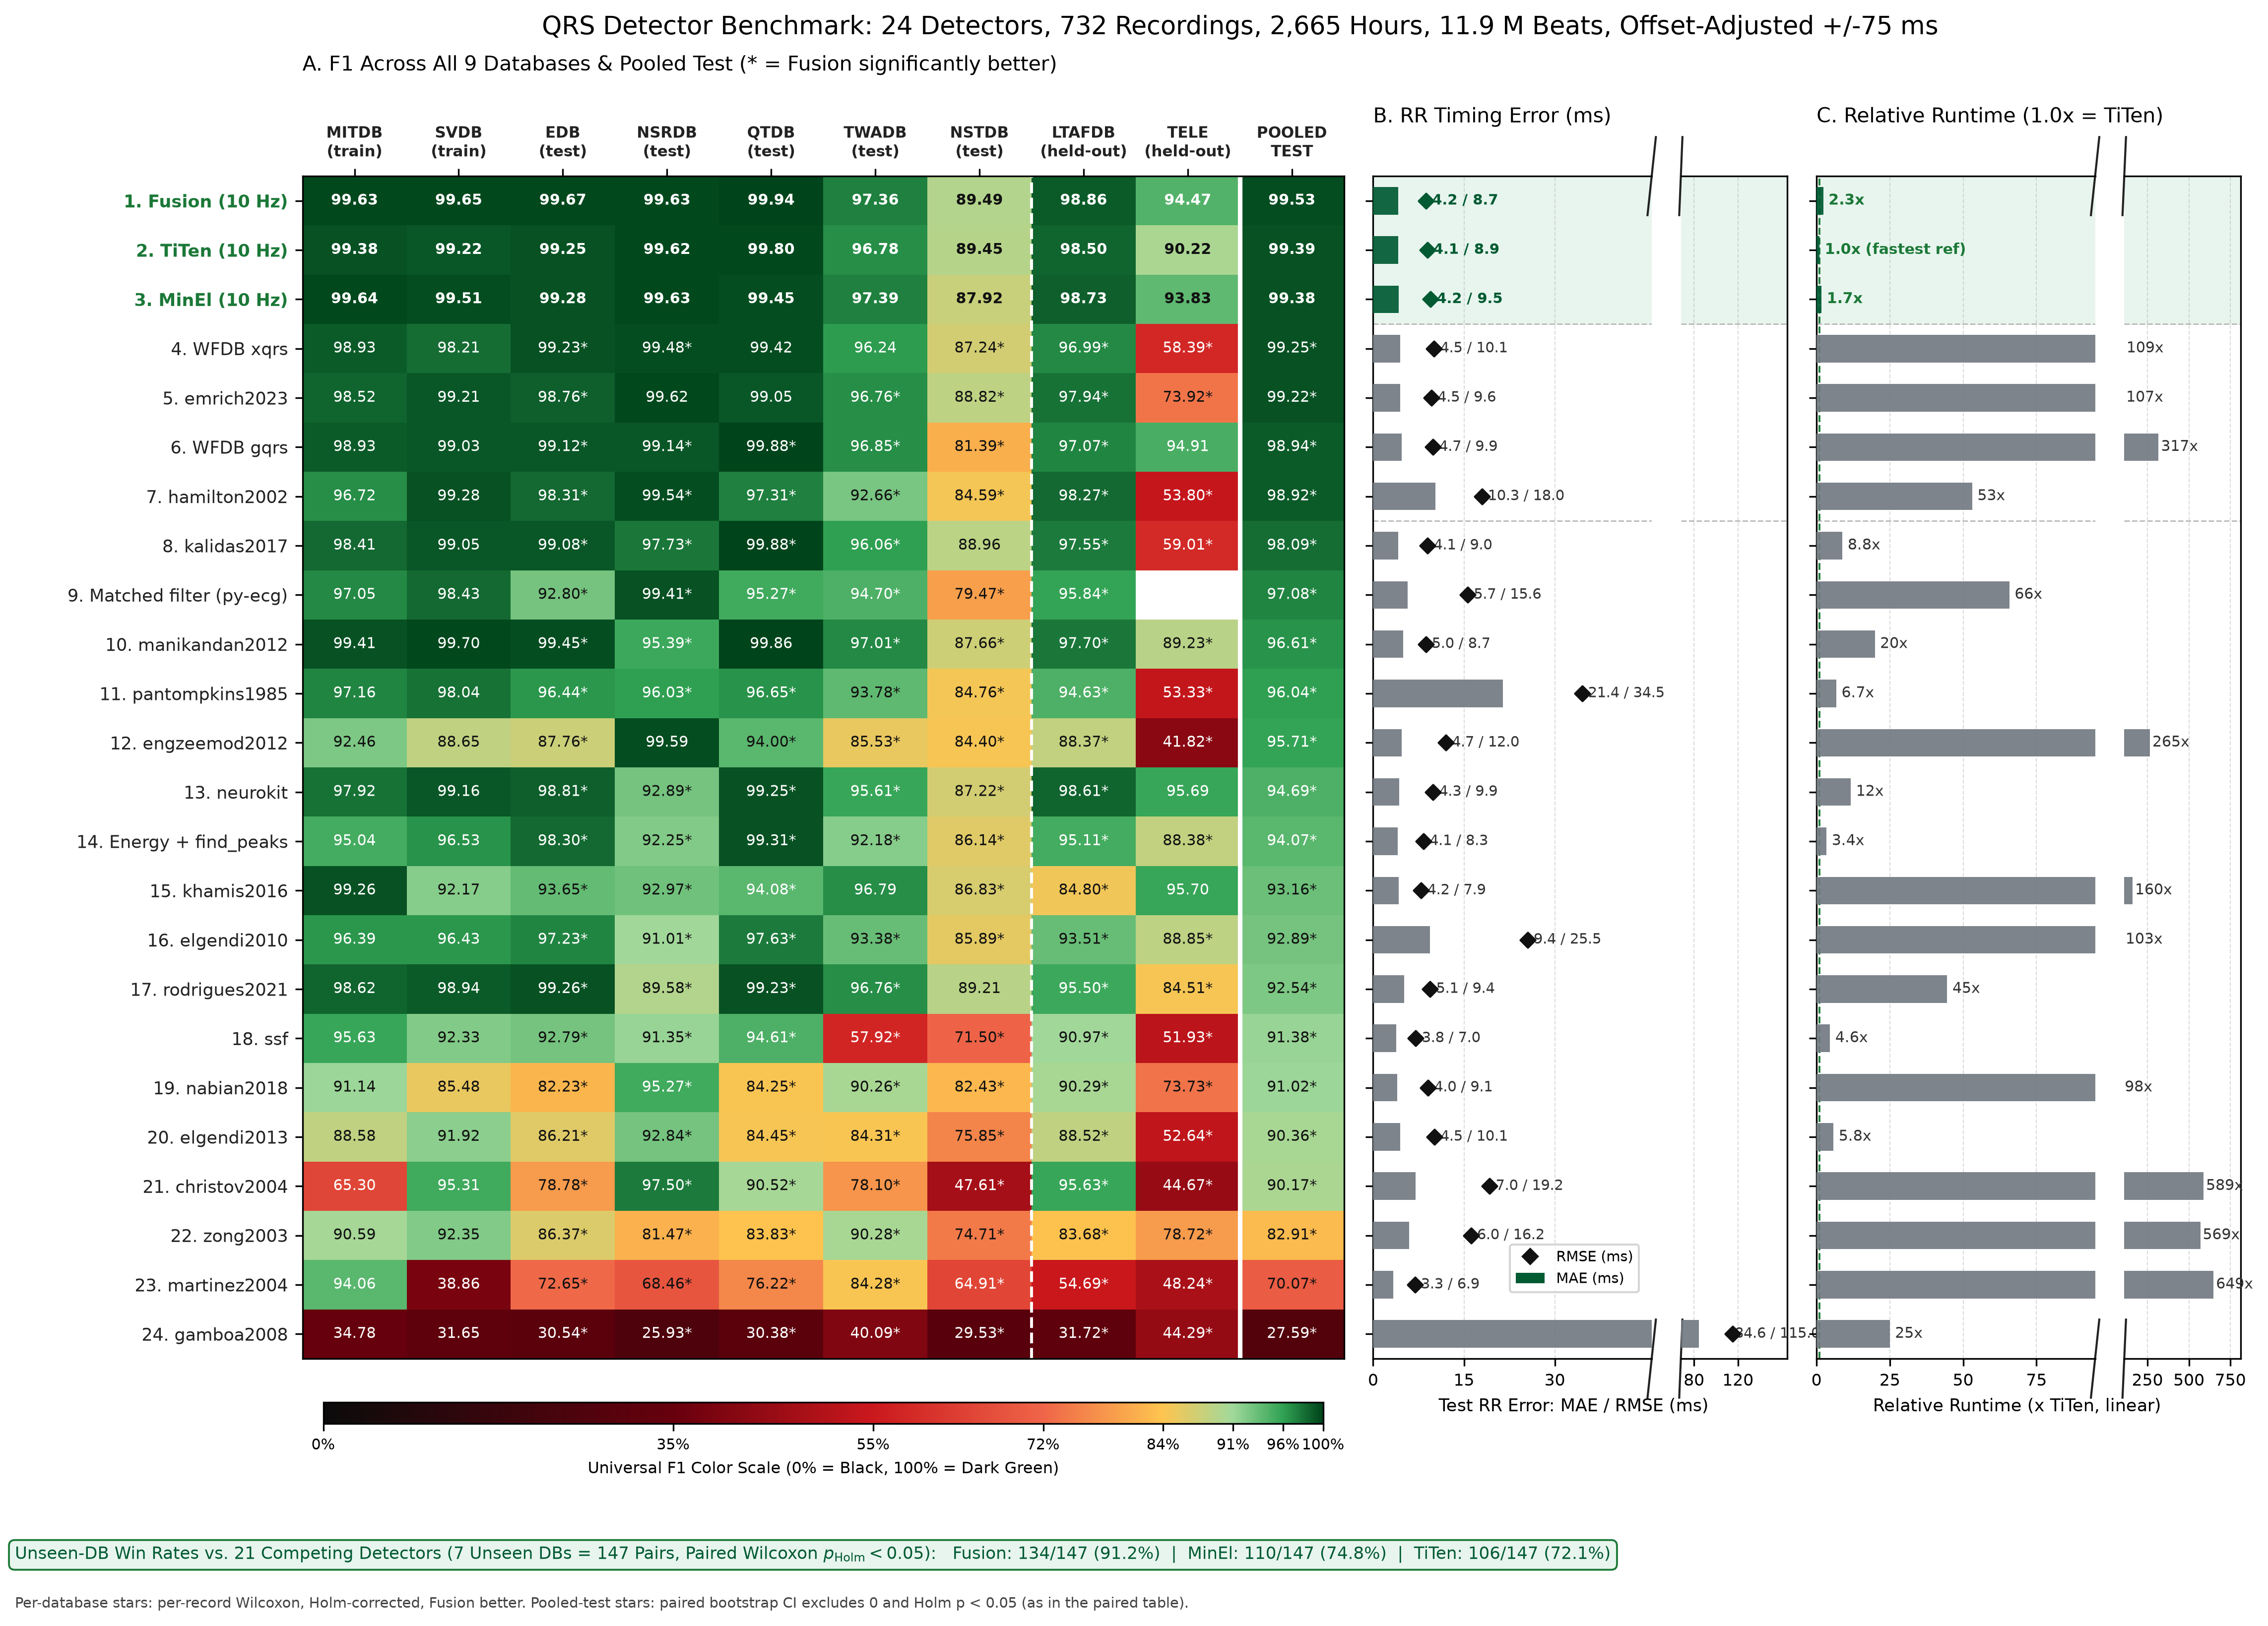 QRS Detector Benchmark: 24 Detectors, 732 Recordings, 2,665 Hours, 11.9 M Beats, Offset-Adjusted +/-75 ms
A. F1 Across All 9 Databases & Pooled Test (* = Fusion significantly better)
MITDB (train) SVDB (train) EDB (test) NSRDB (test) QTDB (test) TWADB (test) NSTDB (test) LTAFDB (held-out) TELE (held-out) POOLED TEST
1. Fusion (10 Hz) 99.63 99.65 99.67 99.63 99.94 97.36 89.49 98.86 94.47 99.53
2. TiTen (10 Hz) 99.38 99.22 99.25 99.62 99.80 96.78 89.45 98.50 90.22 99.39
3. MinEl (10 Hz) 99.64 99.51 99.28 99.63 99.45 97.39 87.92 98.73 93.83 99.38
4. WFDB xqrs 98.93 98.21 99.23* 99.48* 99.42 96.24 87.24* 96.99* 58.39* 99.25*
5. emrich2023 98.52 99.21 98.76* 99.62 99.05 96.76* 88.82* 97.94* 73.92* 99.22*
6. WFDB gqrs 98.93 99.03 99.12* 99.14* 99.88* 96.85* 81.39* 97.07* 94.91 98.94*
7. hamilton2002 96.72 99.28 98.31* 99.54* 97.31* 92.66* 84.59* 98.27* 53.80* 98.92*
8. kalidas2017 98.41 99.05 99.08* 97.73* 99.88* 96.06* 88.96 97.55* 59.01* 98.09*
9. Matched filter (py-ecg) 97.05 98.43 92.80* 99.41* 95.27* 94.70* 79.47* 95.84* 97.08*
10. manikandan2012 99.41 99.70 99.45* 95.39* 99.86 97.01* 87.66* 97.70* 89.23* 96.61*
11. pantompkins1985 97.16 98.04 96.44* 96.03* 96.65* 93.78* 84.76* 94.63* 53.33* 96.04*
12. engzeemod2012 92.46 88.65 87.76* 99.59 94.00* 85.53* 84.40* 88.37* 41.82* 95.71*
13. neurokit 97.92 99.16 98.81* 92.89* 99.25* 95.61* 87.22* 98.61* 95.69 94.69*
14. Energy + find_peaks 95.04 96.53 98.30* 92.25* 99.31* 92.18* 86.14* 95.11* 88.38* 94.07*
15. khamis2016 99.26 92.17 93.65* 92.97* 94.08* 96.79 86.83* 84.80* 95.70 93.16*
16. elgendi2010 96.39 96.43 97.23* 91.01* 97.63* 93.38* 85.89* 93.51* 88.85* 92.89*
17. rodrigues2021 98.62 98.94 99.26* 89.58* 99.23* 96.76* 89.21 95.50* 84.51* 92.54*
18. ssf 95.63 92.33 92.79* 91.35* 94.61* 57.92* 71.50* 90.97* 51.93* 91.38*
19. nabian2018 91.14 85.48 82.23* 95.27* 84.25* 90.26* 82.43* 90.29* 73.73* 91.02*
20. elgendi2013 88.58 91.92 86.21* 92.84* 84.45* 84.31* 75.85* 88.52* 52.64* 90.36*
21. christov2004 65.30 95.31 78.78* 97.50* 90.52* 78.10* 47.61* 95.63* 44.67* 90.17*
22. zong2003 90.59 92.35 86.37* 81.47* 83.83* 90.28* 74.71* 83.68* 78.72* 82.91*
23. martinez2004 94.06 38.86 72.65* 68.46* 76.22* 84.28* 64.91* 54.69* 48.24* 70.07*
24. gamboa2008 34.78 31.65 30.54* 25.93* 30.38* 40.09* 29.53* 31.72* 44.29* 27.59*
0% 35% 55% 72% 84% 91% 96% 100%
Universal F1 Color Scale (0% = Black, 100% = Dark Green)
B. RR Timing Error (ms)
4.2 / 8.7
4.1 / 8.9
4.2 / 9.5
4.5 / 10.1
4.5 / 9.6
4.7 / 9.9
10.3 / 18.0
4.1 / 9.0
5.7 / 15.6
5.0 / 8.7
21.4 / 34.5
4.7 / 12.0
4.3 / 9.9
4.1 / 8.3
4.2 / 7.9
9.4 / 25.5
5.1 / 9.4
3.8 / 7.0
4.0 / 9.1
4.5 / 10.1
7.0 / 19.2
6.0 / 16.2
3.3 / 6.9
84.6 / 115.0
RMSE (ms)
MAE (ms)
0 15 30 80 120
Test RR Error: MAE / RMSE (ms)
C. Relative Runtime (1.0x = TiTen)
2.3x
1.0x (fastest ref)
1.7x
109x
107x
317x
53x
8.8x
66x
20x
6.7x
265x
12x
3.4x
160x
103x
45x
4.6x
98x
5.8x
589x
569x
649x
25x
0 25 50 75 250 500 750
Relative Runtime (x TiTen, linear)
Unseen-DB Win Rates vs. 21 Competing Detectors (7 Unseen DBs = 147 Pairs, Paired Wilcoxon pHolm < 0.05): Fusion: 134/147 (91.2%) | MinEl: 110/147 (74.8%) | TiTen: 106/147 (72.1%)
Per-database stars: per-record Wilcoxon, Holm-corrected, Fusion better. Pooled-test stars: paired bootstrap CI excludes 0 and Holm p < 0.05 (as in the paired table).